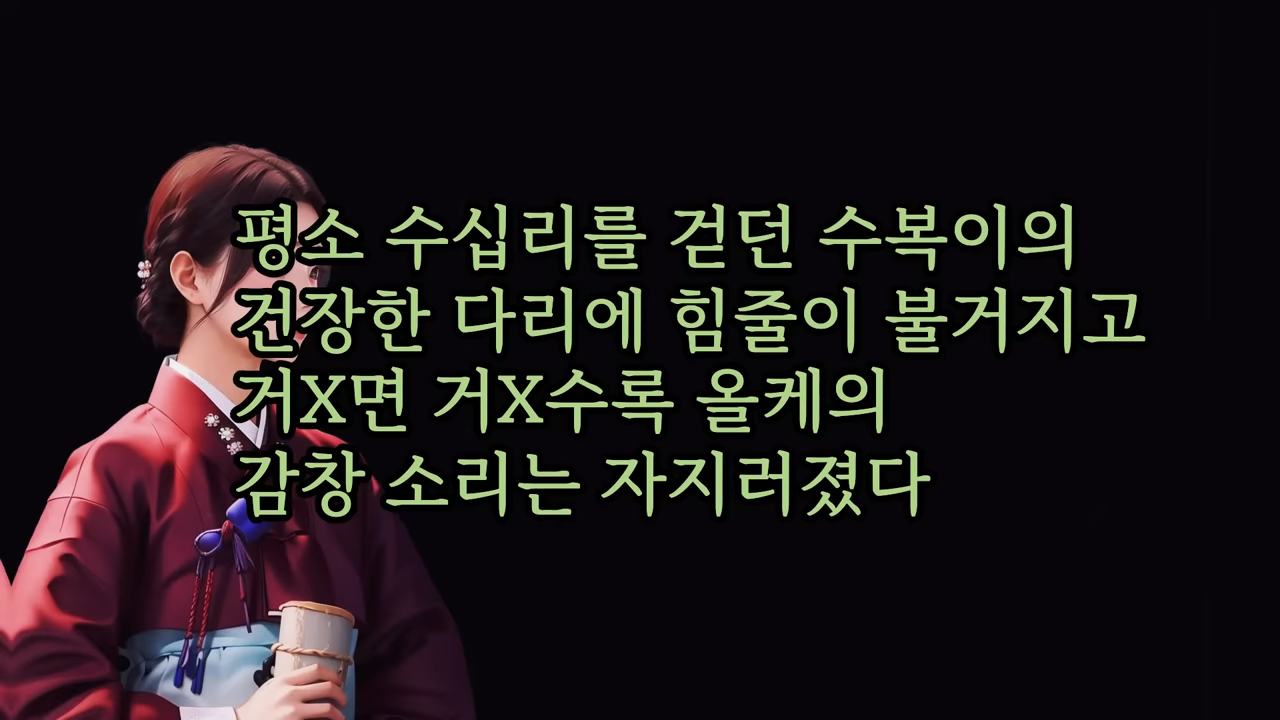 평소 수십리를 걷던 수복이의
건장한 다리에 힘줄이 불거지고
거X면 거X수록 올케의
감창 소리는 자지러졌다